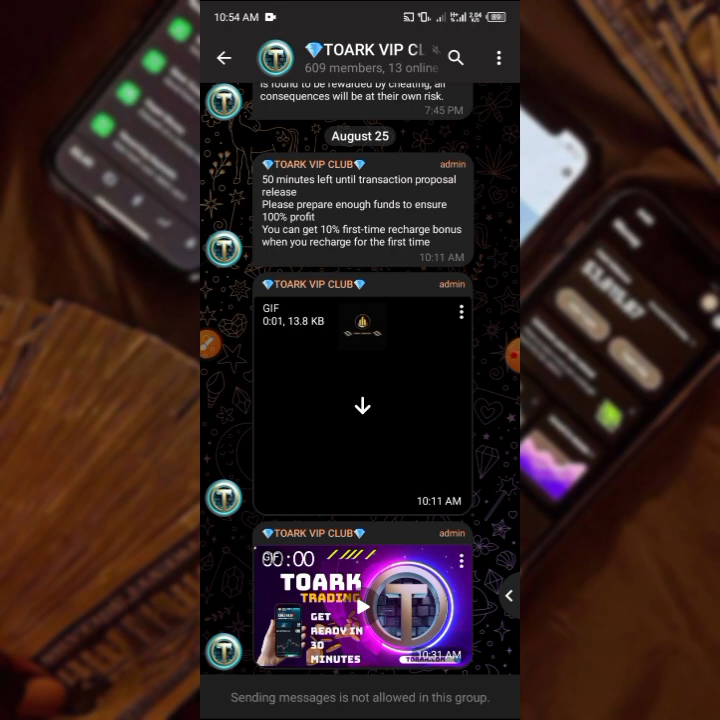 10:54 AM
💎TOARK VIP CL
609 members, 13 online
is found to be rewarded by cheating, all
consequences will be at their own risk.
7:45 PM
August 25
💎TOARK VIP CLUB💎 admin
50 minutes left until transaction proposal
release
Please prepare enough funds to ensure
100% profit
You can get 10% first-time recharge bonus
when you recharge for the first time
10:11 AM
💎TOARK VIP CLUB💎 admin
GIF
0:01, 13.8 KB
10:11 AM
💎TOARK VIP CLUB💎 admin
GIF
00:00
TOARK
TRADING
GET
READY IN
30
MINUTES
10:31 AM
Sending messages is not allowed in this group.